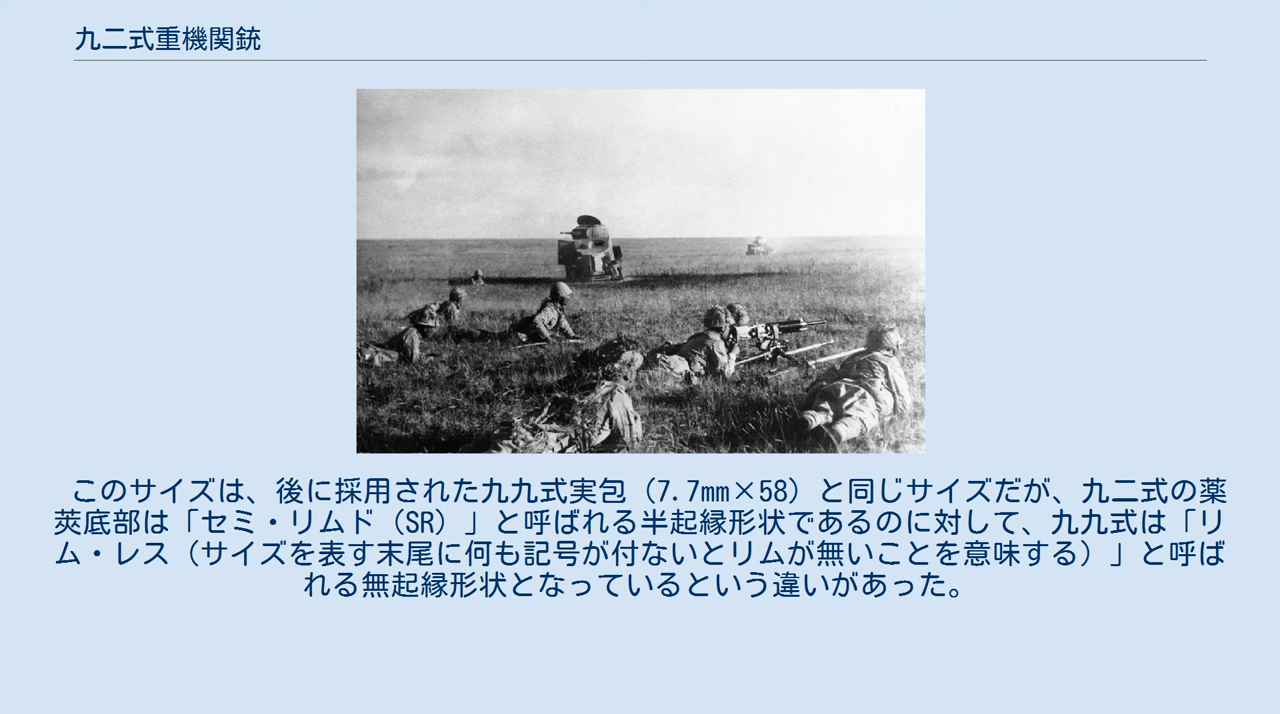 九二式重機関銃
このサイズは、後に採用された九九式実包（7.7mm×58）と同じサイズだが、九二式の薬
莢底部は「セミ・リムド（SR）」と呼ばれる半起縁形状であるのに対して、九九式は「リ
ム・レス（サイズを表す末尾に何も記号が付ないとリムが無いことを意味する）」と呼ば
れる無起縁形状となっているという違いがあった。